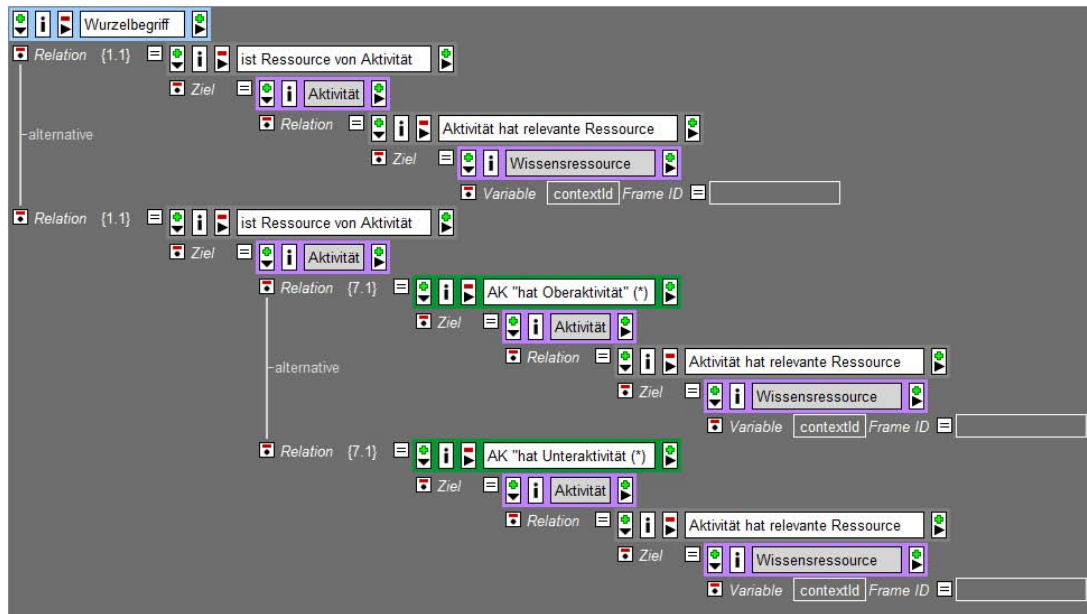 i Wurzelbegriff
Relation {1.1} = i ist Ressource von Aktivität
Ziel = i Aktivität
Relation = i Aktivität hat relevante Ressource
alternative
Ziel = i Wissensressource
Variable contextId Frame ID =
Relation {1.1} = i ist Ressource von Aktivität
Ziel = i Aktivität
Relation {7.1} = i AK "hat Oberaktivität" (*)
Ziel = i Aktivität
Relation = i Aktivität hat relevante Ressource
alternative
Ziel = i Wissensressource
Variable contextId Frame ID =
Relation {7.1} = i AK "hat Unteraktivität (*)
Ziel = i Aktivität
Relation = i Aktivität hat relevante Ressource
Ziel = i Wissensressource
Variable contextId Frame ID =